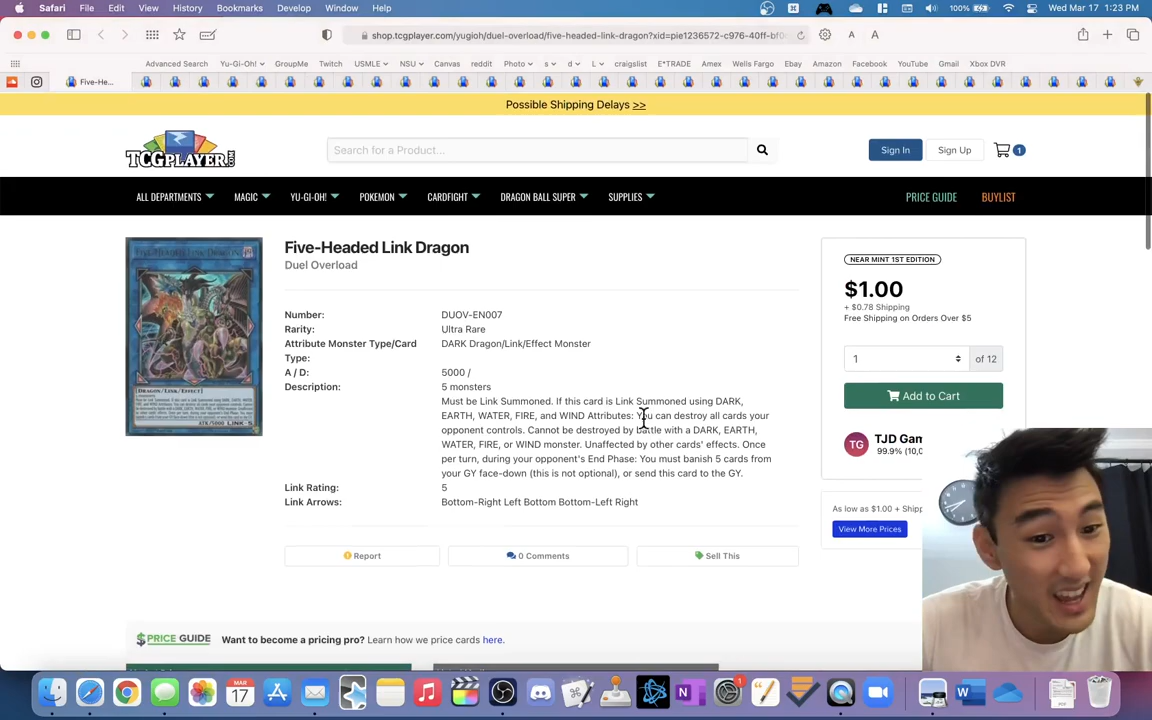 Safari File Edit View History Bookmarks Develop Window Help
100% Wed Mar 17 1:23 PM
shop.tcgplayer.com/yugioh/duel-overload/five-headed-link-dragon?xid=pie1236572-c976-40ff-bf0
A A
Advanced Search Yu-Gi-Oh! GroupMe Twitch USMLE NSU Canvas reddit Photo s d L craigslist E*TRADE Amex Wells Fargo Ebay Amazon Facebook YouTube Gmail Xbox DVR
Five-He...
Possible Shipping Delays >>
TCGPLAYER.COM
Search for a Product...
Sign In
Sign Up
1
ALL DEPARTMENTS MAGIC YU-GI-OH! POKEMON CARDFIGHT DRAGON BALL SUPER SUPPLIES PRICE GUIDE BUYLIST
Five-Headed Link Dragon
Duel Overload
Number: DUOV-EN007
Rarity: Ultra Rare
Attribute Monster Type/Card Type: DARK Dragon/Link/Effect Monster
A / D: 5000 /
Description: 5 monsters
Must be Link Summoned. If this card is Link Summoned using DARK,
EARTH, WATER, FIRE, and WIND Attributes: You can destroy all cards your
opponent controls. Cannot be destroyed by battle with a DARK, EARTH,
WATER, FIRE, or WIND monster. Unaffected by other cards' effects. Once
per turn, during your opponent's End Phase: You must banish 5 cards from
your GY face-down (this is not optional), or send this card to the GY.
Link Rating: 5
Link Arrows: Bottom-Right Left Bottom Bottom-Left Right
Report
0 Comments
Sell This
NEAR MINT 1ST EDITION
$1.00
+ $0.78 Shipping
Free Shipping on Orders Over $5
1 of 12
Add to Cart
TG TJD Gam
99.9% (10,0
As low as $1.00 + Shipp
View More Prices
PRICE GUIDE Want to become a pricing pro? Learn how we price cards here.
MAR
17
1